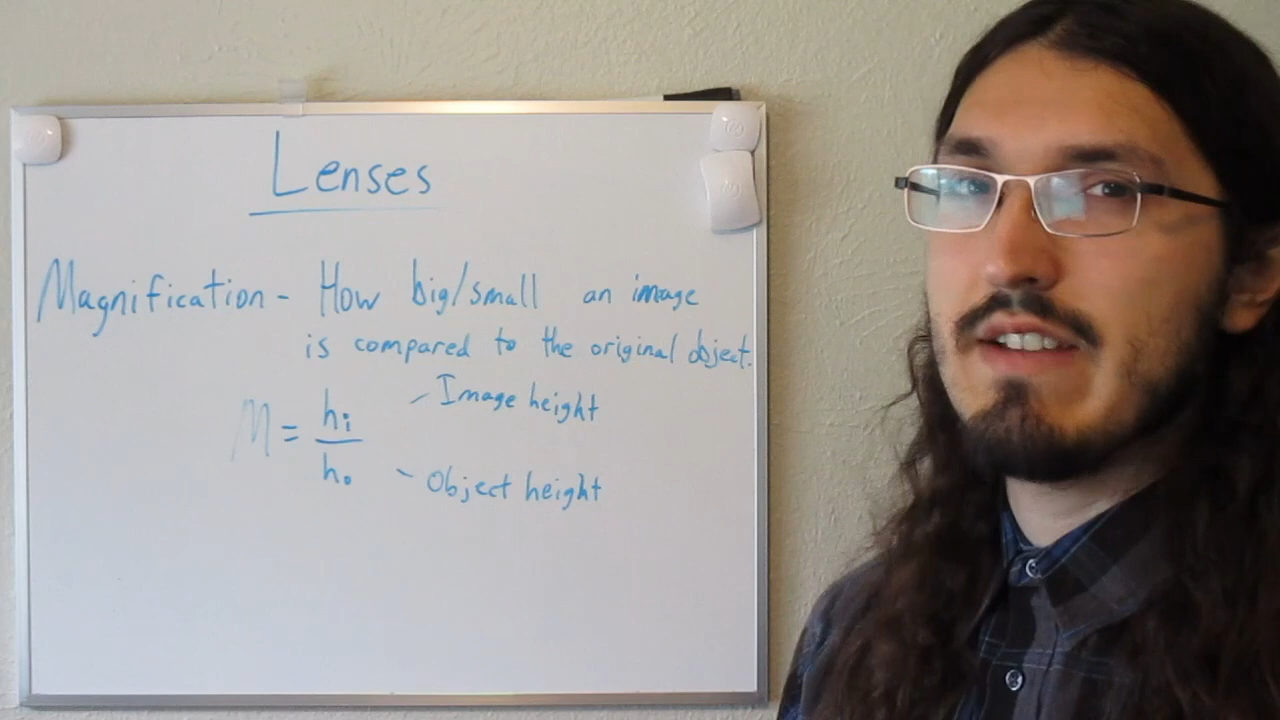 Lenses
Magnification - How big/small an image
is compared to the original object.
M = hi/ho
- Image height
- Object height